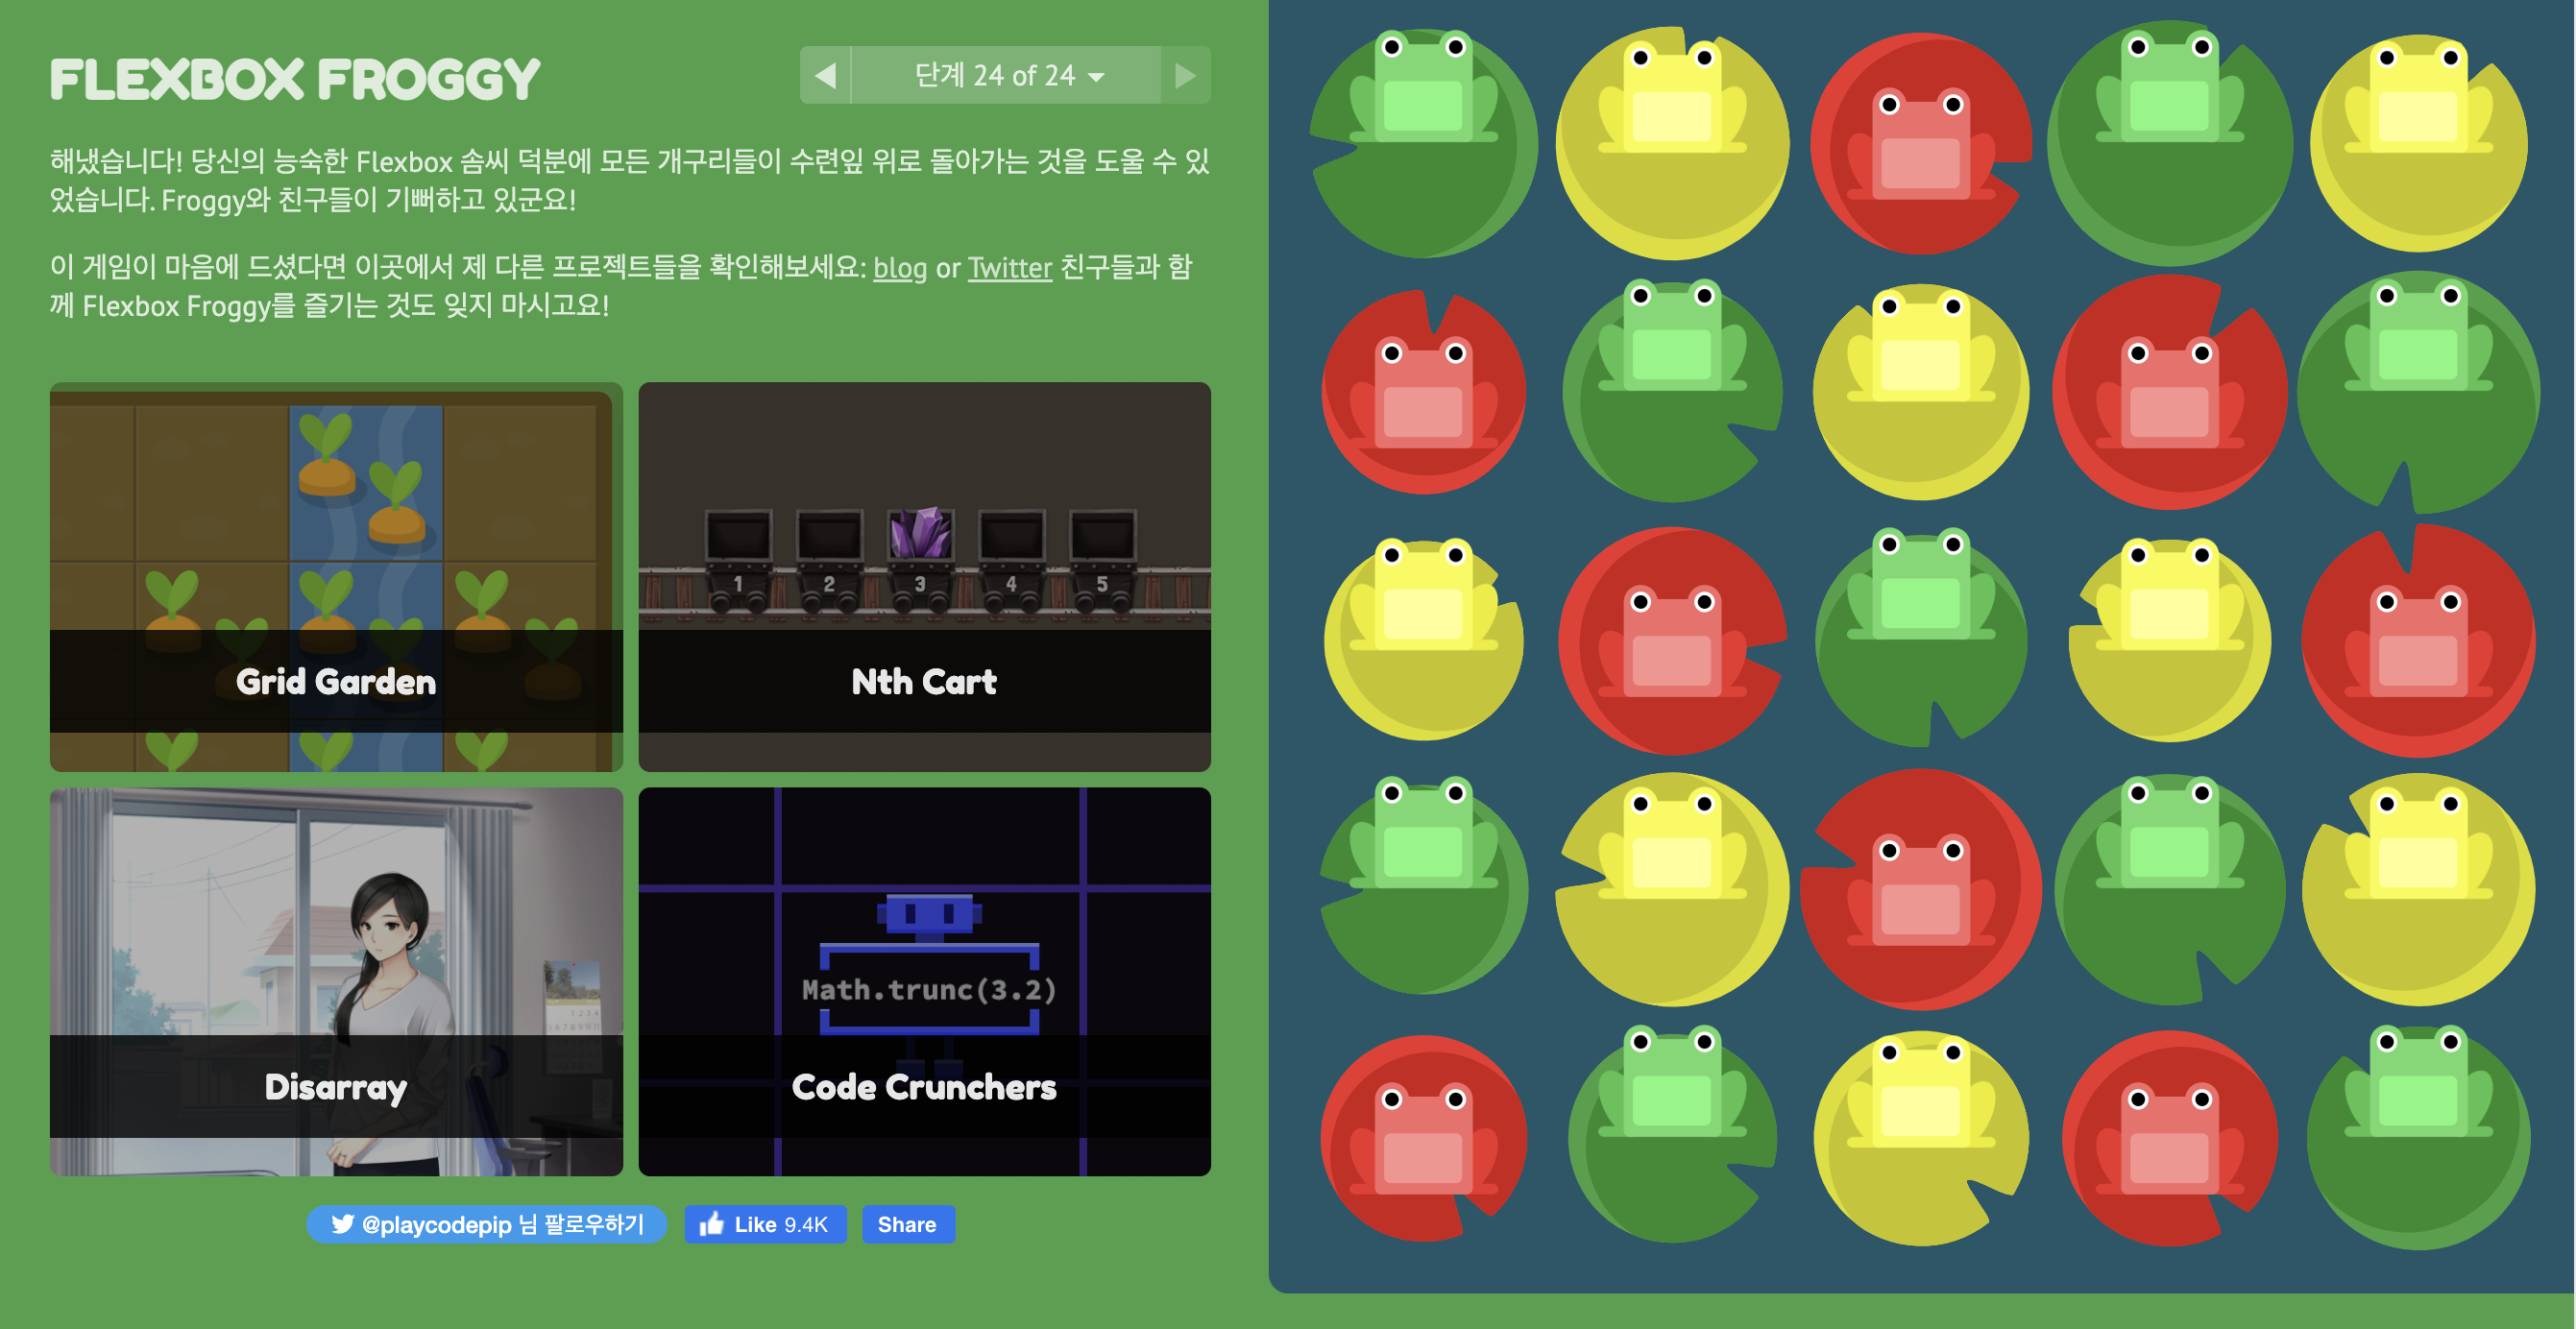 FLEXBOX FROGGY
단계 24 of 24
해냈습니다! 당신의 능숙한 Flexbox 솜씨 덕분에 모든 개구리들이 수련잎 위로 돌아가는 것을 도울 수 있
었습니다. Froggy와 친구들이 기뻐하고 있군요!
이 게임이 마음에 드셨다면 이곳에서 제 다른 프로젝트들을 확인해보세요: blog or Twitter 친구들과 함
께 Flexbox Froggy를 즐기는 것도 잊지 마시고요!
1 2 3 4 5
Grid Garden
Nth Cart
Math.trunc(3.2)
Disarray
Code Crunchers
@playcodepip 님 팔로우하기
Like 9.4K
Share